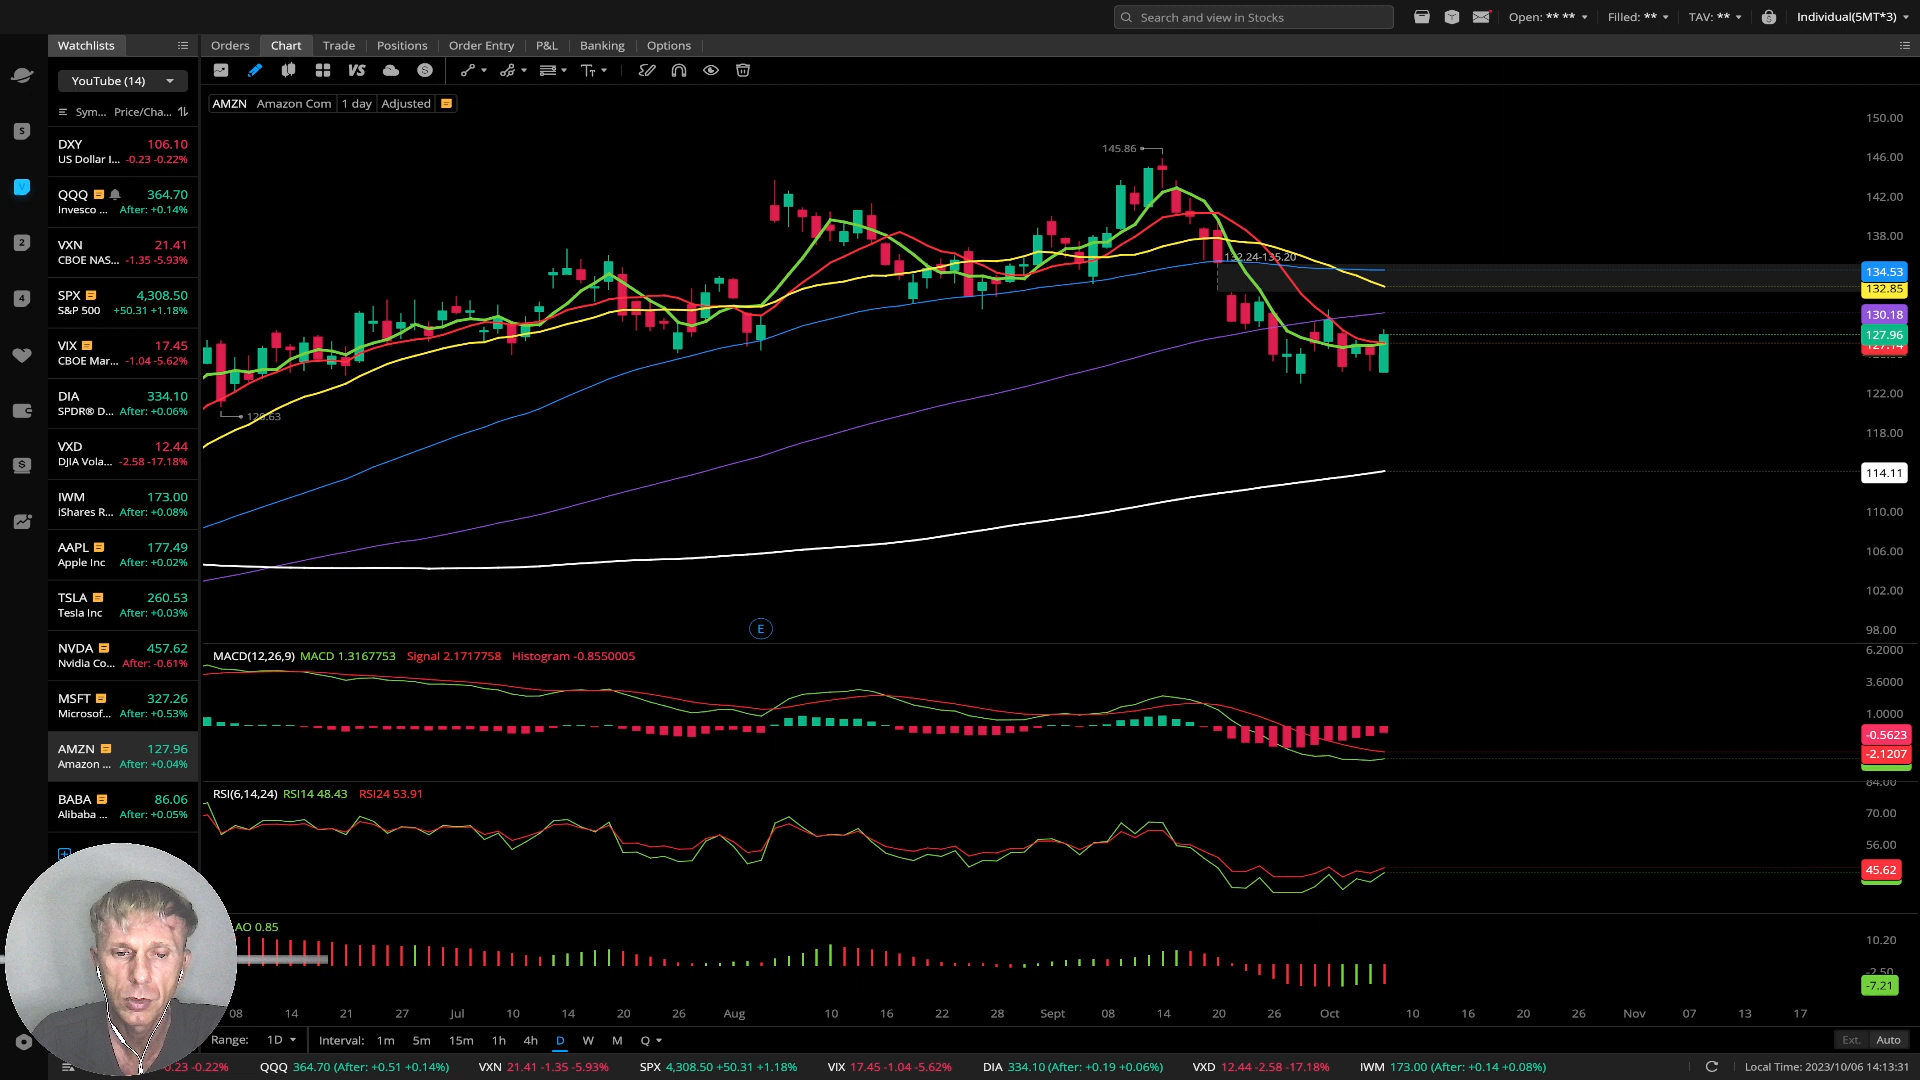 Search and view in Stocks
Open: ** **
Filled: **
TAV: **
Individual(5MT*3)
Watchlists
Orders Chart Trade Positions Order Entry P&L Banking Options
YouTube (14)
VS
S
Sym... Price/Cha...
AMZN Amazon Com 1 day Adjusted
DXY 106.10
US Dollar I... -0.23 -0.22%
QQQ 364.70
Invesco ... After: +0.14%
VXN 21.41
CBOE NAS... -1.35 -5.93%
SPX 4,308.50
S&P 500 +50.31 +1.18%
VIX 17.45
CBOE Mar... -1.04 -5.62%
DIA 334.10
SPDR® D... After: +0.06%
VXD 12.44
DJIA Vola... -2.58 -17.18%
IWM 173.00
iShares R... After: +0.08%
AAPL 177.49
Apple Inc After: +0.02%
TSLA 260.53
Tesla Inc After: +0.03%
NVDA 457.62
Nvidia Co... After: -0.61%
MSFT 327.26
Microsof... After: +0.53%
AMZN 127.96
Amazon ... After: +0.04%
BABA 86.06
Alibaba ... After: +0.05%
S
V
2
4
145.86
132.24-135.20
120.63
E
150.00
146.00
142.00
138.00
134.53
132.85
130.18
127.96
122.00
118.00
114.11
110.00
106.00
102.00
98.00
MACD(12,26,9) MACD 1.3167753 Signal 2.1717758 Histogram -0.8550005
6.2000
3.6000
1.0000
-0.5623
-2.1207
RSI(6,14,24) RSI14 48.43 RSI24 53.91
84.00
70.00
56.00
45.62
AO 0.85
10.20
-2.50
-7.21
08 14 21 27 Jul 10 14 20 26 Aug 10 16 22 28 Sept 08 14 20 26 Oct 10 16 20 26 Nov 07 13 17
Range: 1D Interval: 1m 5m 15m 1h 4h D W M Q
Ext. Auto
0.23 -0.22% QQQ 364.70 (After: +0.51 +0.14%) VXN 21.41 -1.35 -5.93% SPX 4,308.50 +50.31 +1.18% VIX 17.45 -1.04 -5.62% DIA 334.10 (After: +0.19 +0.06%) VXD 12.44 -2.58 -17.18% IWM 173.00 (After: +0.14 +0.08%)
Local Time: 2023/10/06 14:13:31